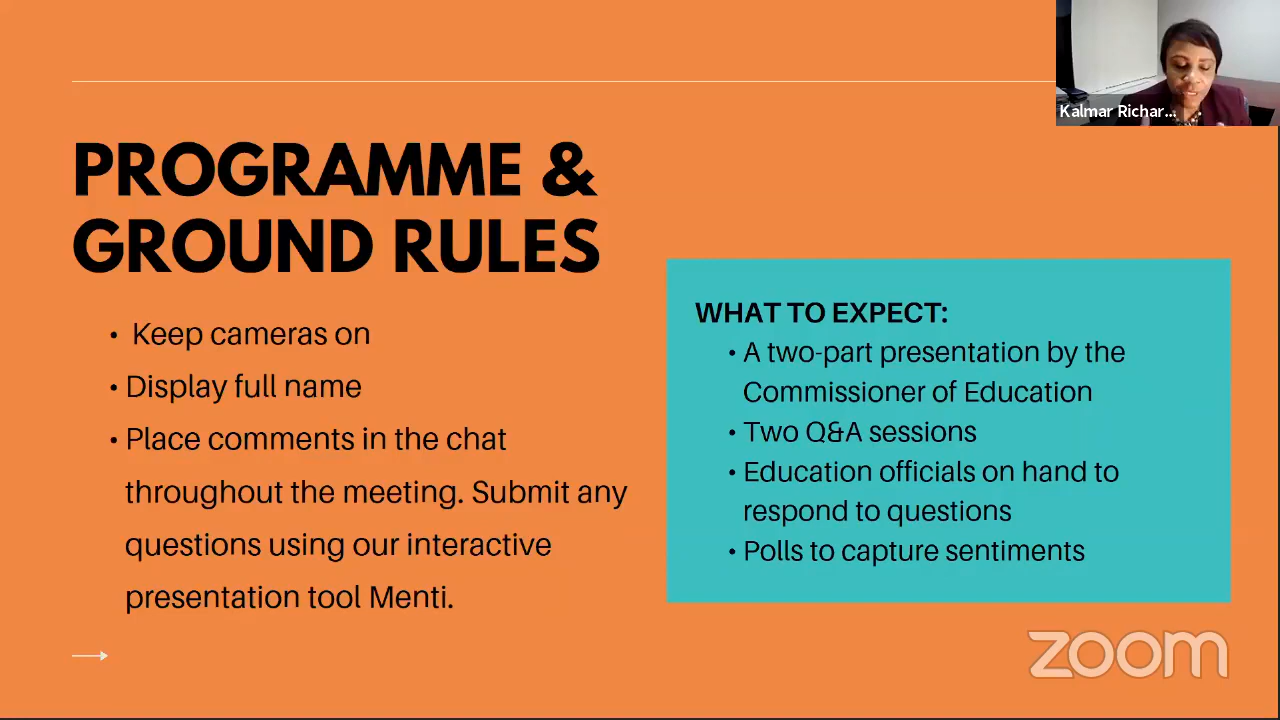 Kalmar Richar...
PROGRAMME &
GROUND RULES
• Keep cameras on
• Display full name
• Place comments in the chat
throughout the meeting. Submit any
questions using our interactive
presentation tool Menti.
WHAT TO EXPECT:
• A two-part presentation by the
Commissioner of Education
• Two Q&A sessions
• Education officials on hand to
respond to questions
• Polls to capture sentiments
zoom